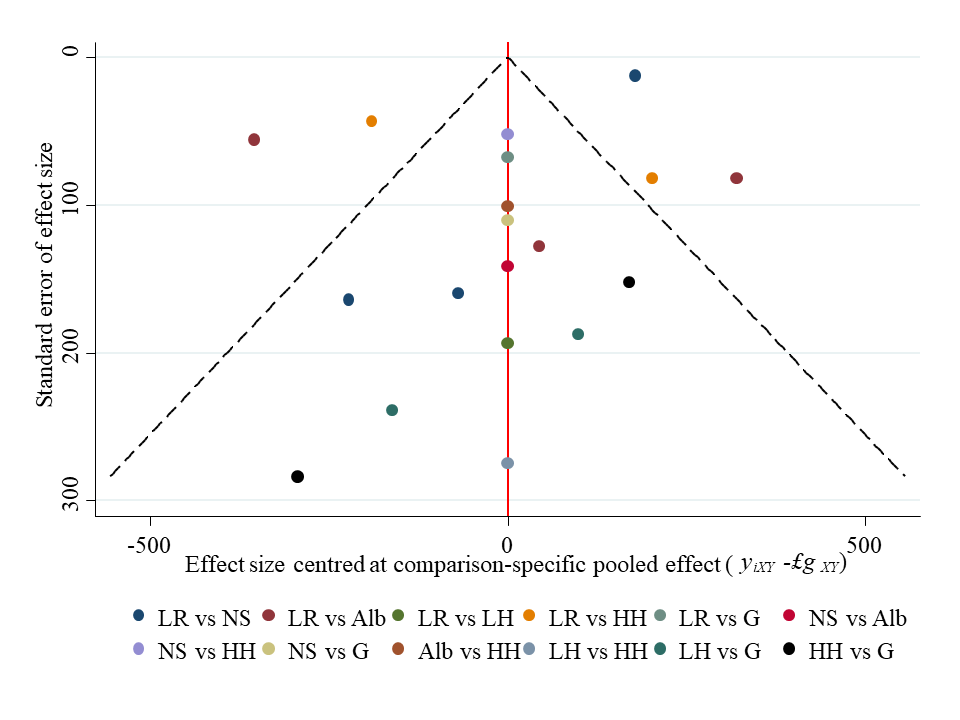 Standard error of effect size
0
100
200
300
-500 0 500
Effect size centred at comparison-specific pooled effect ( yiXY -£g XY)
LR vs NS LR vs Alb LR vs LH LR vs HH LR vs G NS vs Alb
NS vs HH NS vs G Alb vs HH LH vs HH LH vs G HH vs G